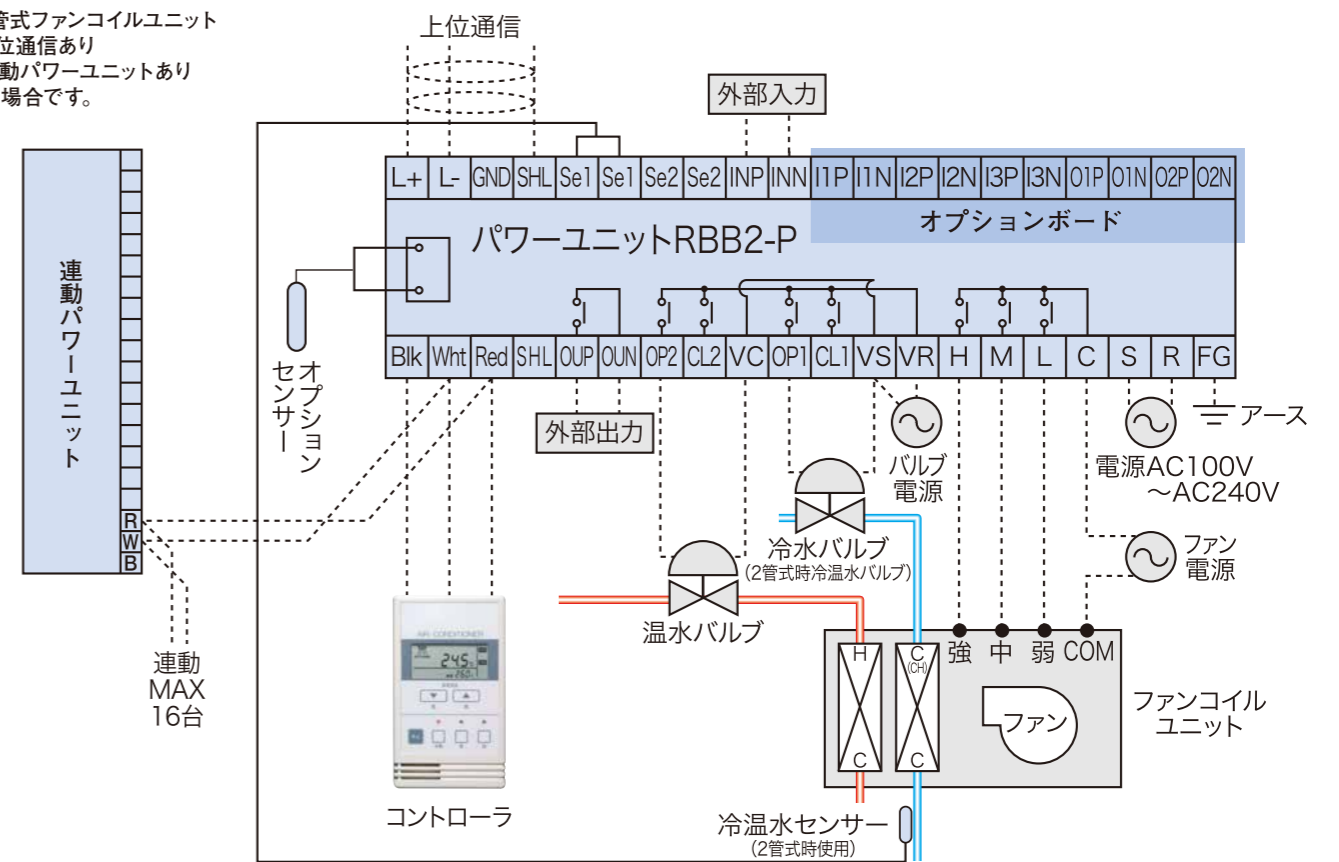 管式ファンコイルユニット
位通信あり
動パワーユニットあり
場合です。
上位通信
外部入力
L+ L- GND SHL Se1 Se1 Se2 Se2 INP INN I1P I1N I2P I2N I3P I3N O1P O1N O2P O2N
オプションボード
パワーユニットRBB2-P
連動パワーユニット
オプション
センサー
Blk Wht Red SHL OUP OUN OP2 CL2 VC OP1 CL1 VS VR H M L C S R FG
外部出力
バルブ
電源
アース
電源AC100V
～AC240V
R
W
B
冷水バルブ
(2管式時冷温水バルブ)
ファン
電源
温水バルブ
連動
MAX
16台
AIR CONDITIONER
24.5
コントローラ
強 中 弱 COM
H
C
(CH)
ファン
C
C
ファンコイル
ユニット
冷温水センサー
(2管式時使用)